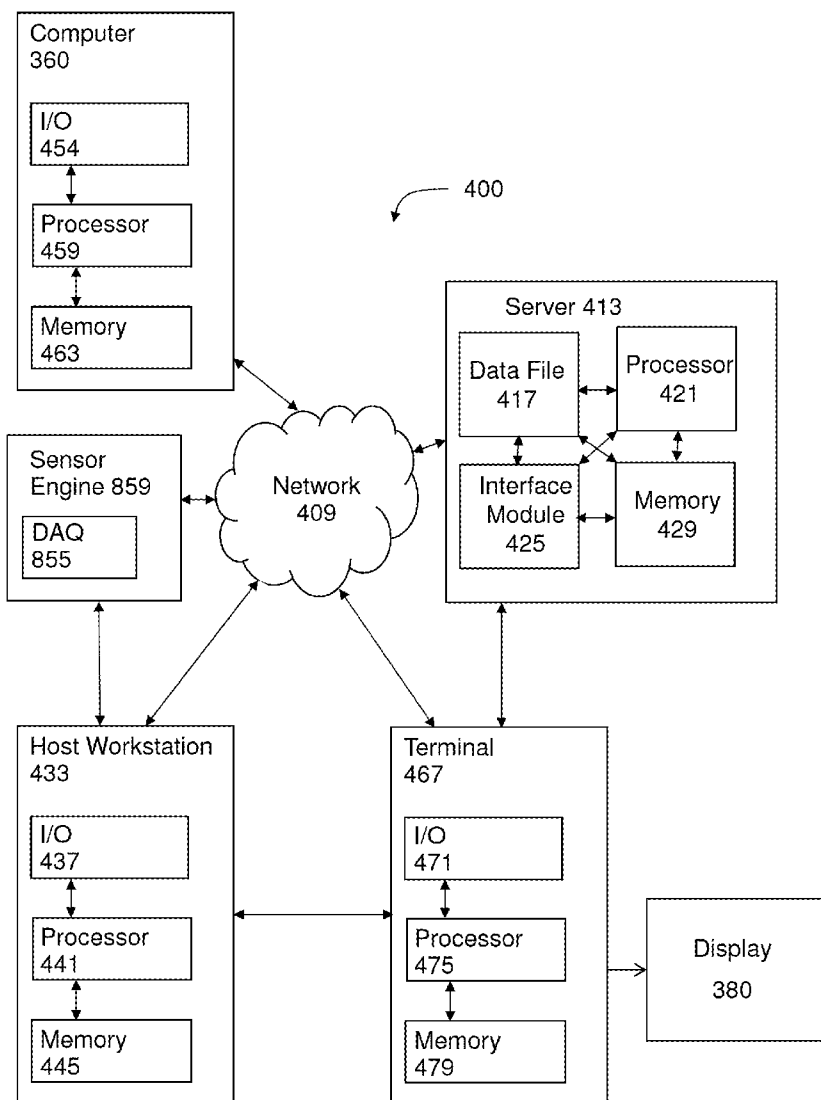 Computer
360
I/O
454
Processor
459
Memory
463
400
Server 413
Data File
417
Processor
421
Interface
Module
425
Memory
429
Sensor
Engine 859
DAQ
855
Network
409
Host Workstation
433
I/O
437
Processor
441
Memory
445
Terminal
467
I/O
471
Processor
475
Memory
479
Display
380